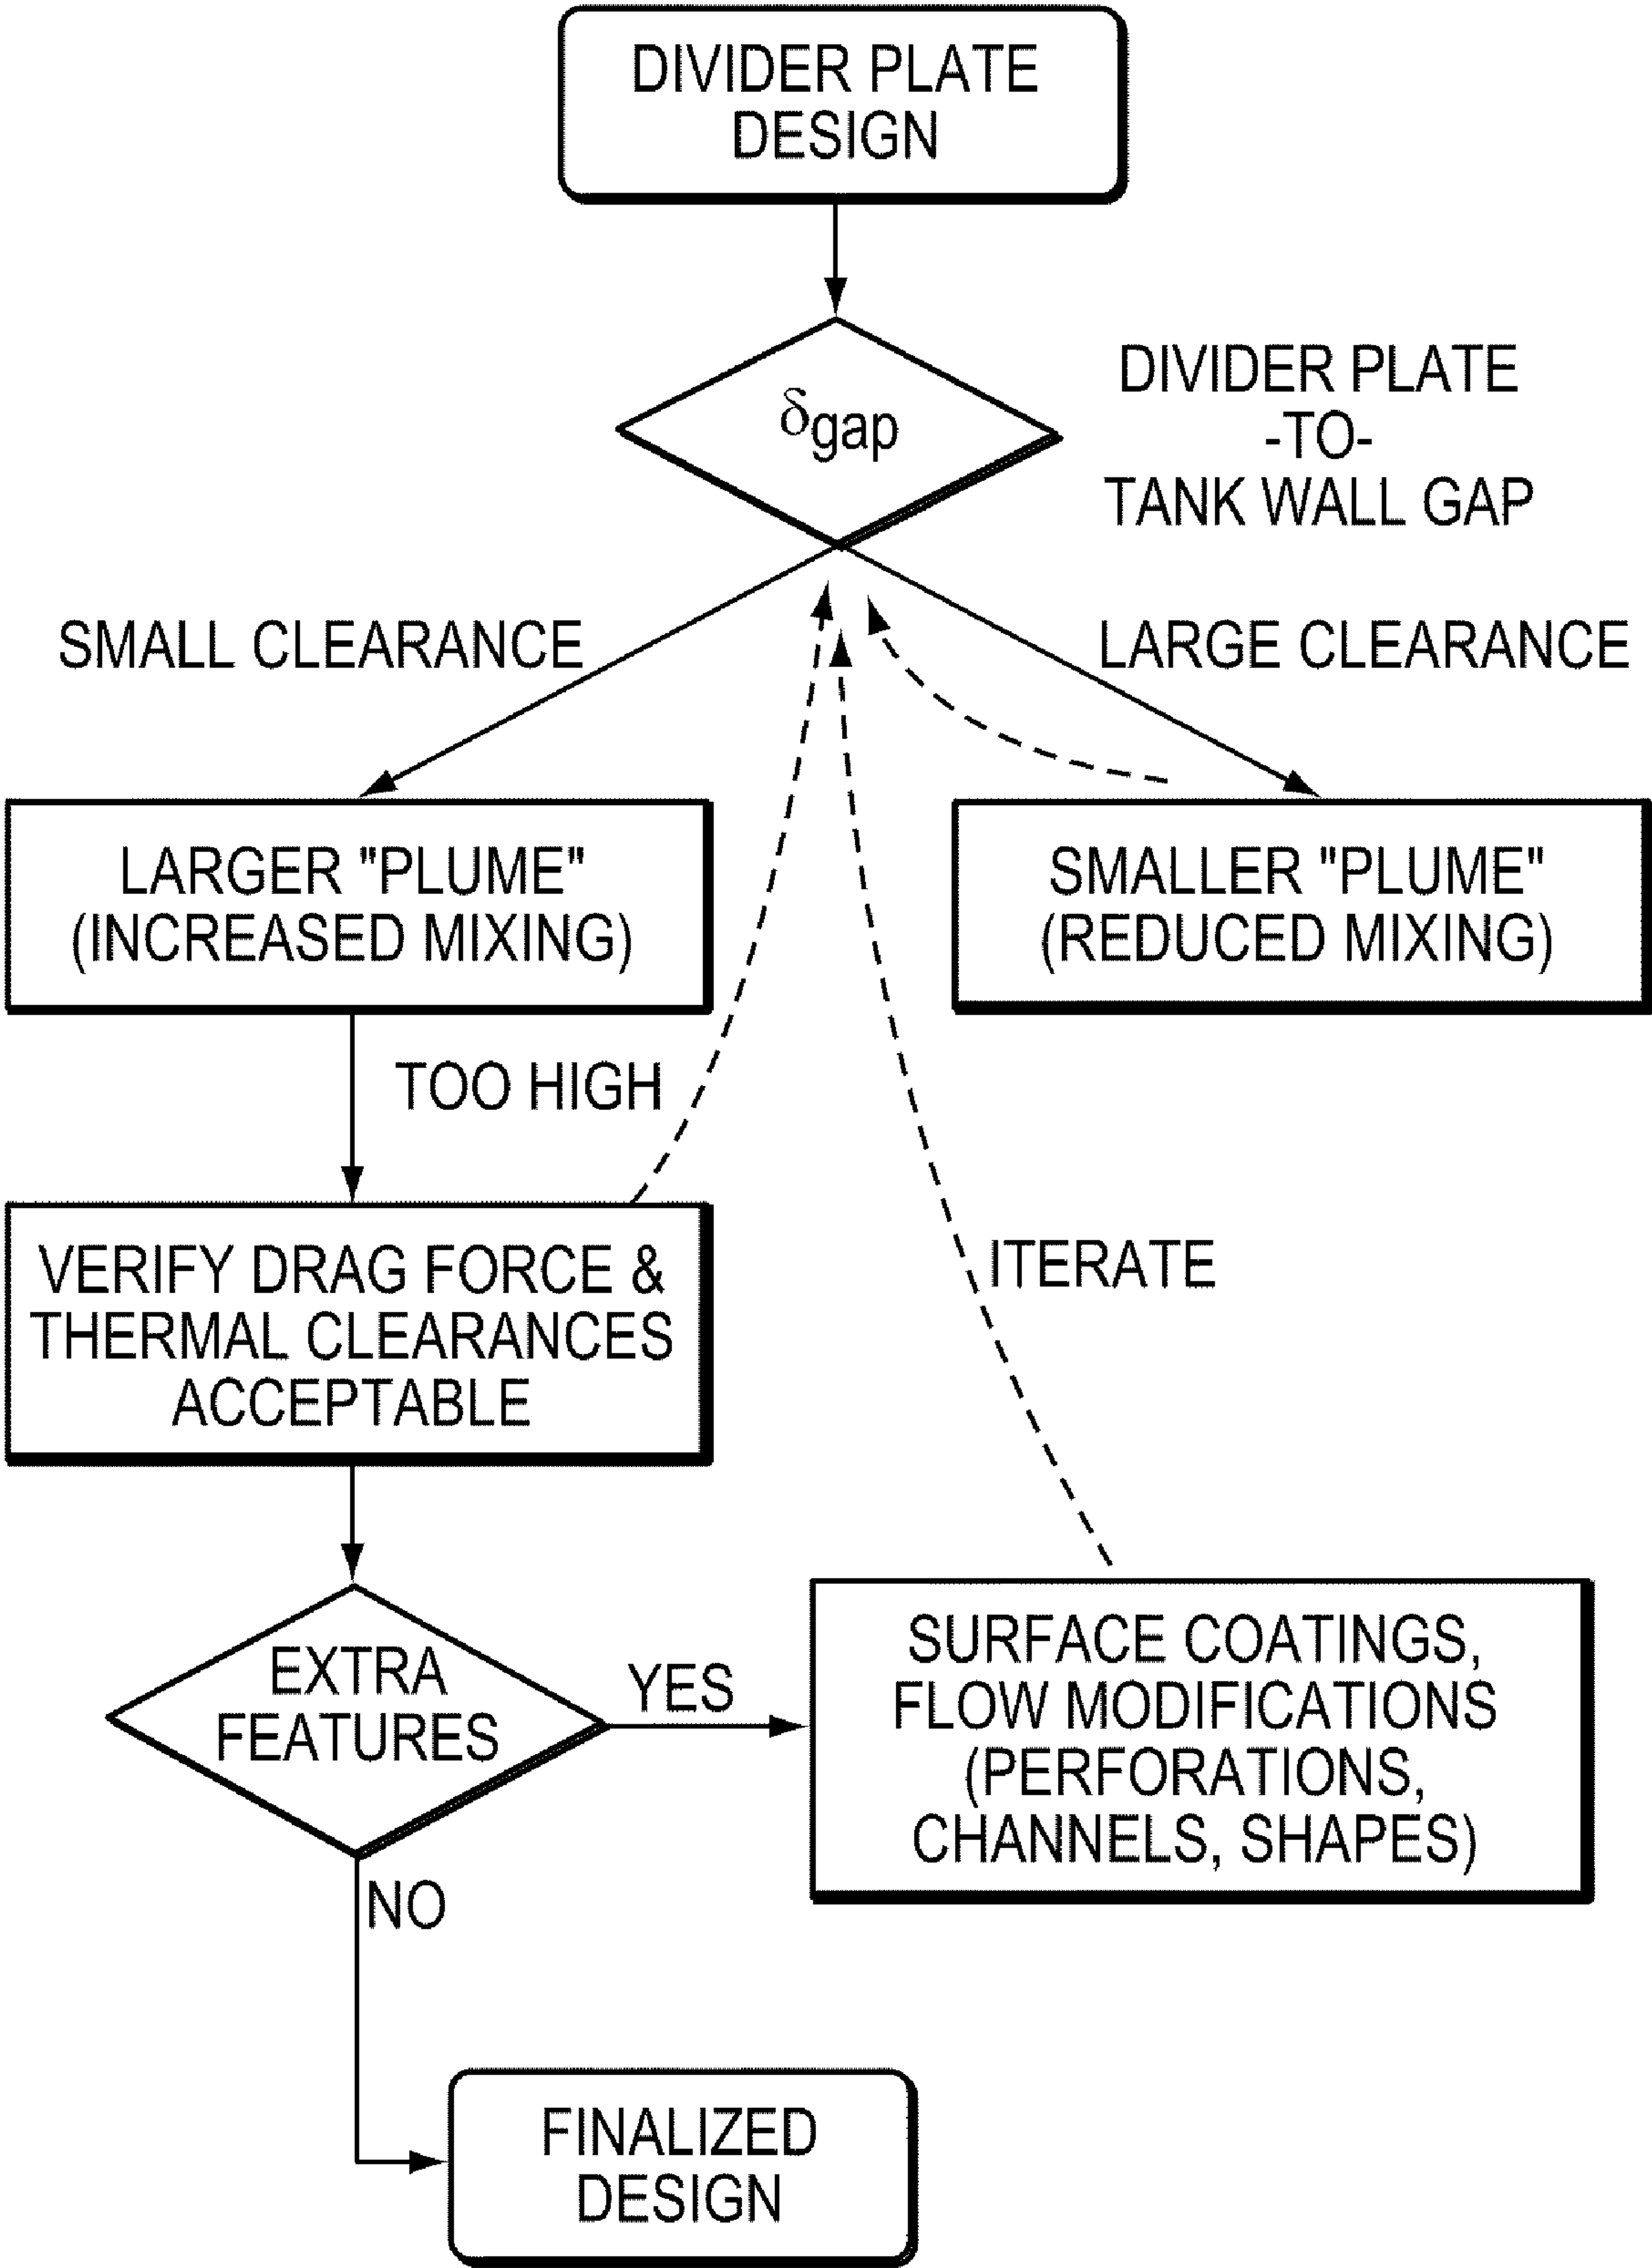 DIVIDER PLATE
DESIGN
δgap
DIVIDER PLATE
-TO-
TANK WALL GAP
SMALL CLEARANCE
LARGE CLEARANCE
LARGER "PLUME"
(INCREASED MIXING)
SMALLER "PLUME"
(REDUCED MIXING)
TOO HIGH
VERIFY DRAG FORCE &
THERMAL CLEARANCES
ACCEPTABLE
ITERATE
EXTRA
FEATURES
YES
SURFACE COATINGS,
FLOW MODIFICATIONS
(PERFORATIONS,
CHANNELS, SHAPES)
NO
FINALIZED
DESIGN